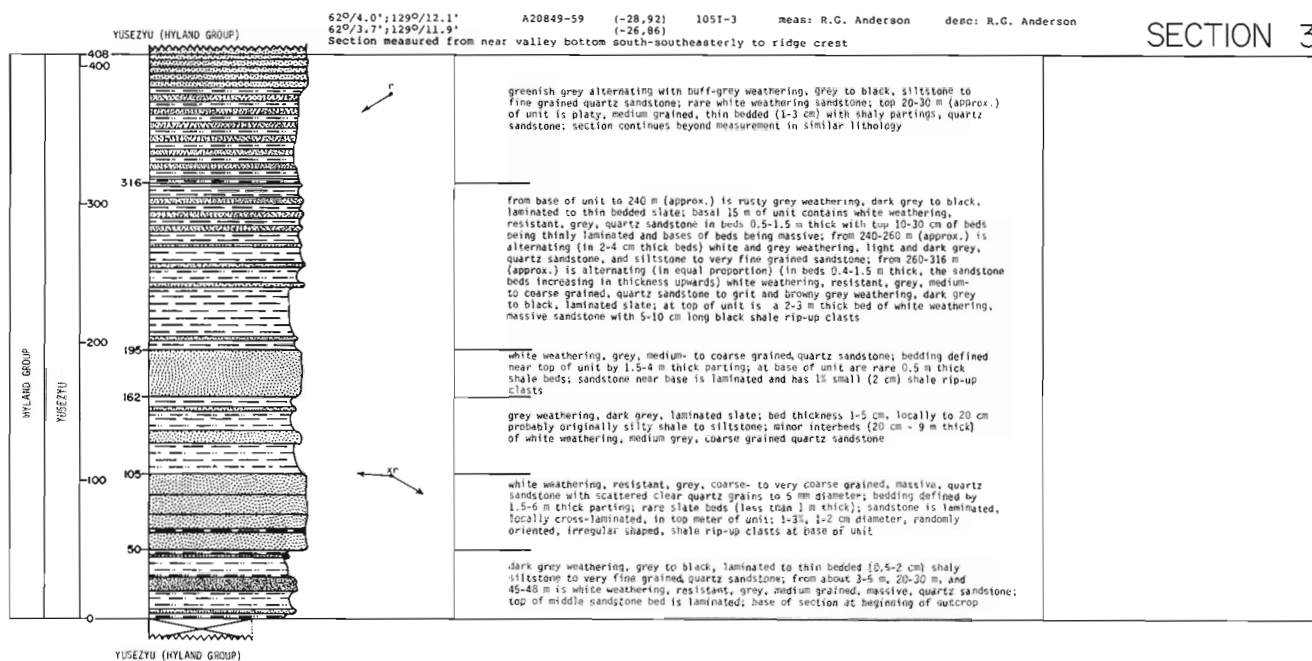 62°/4.0';129°/12.1' A20849-59 (-28,92) 105I-3 meas: R.G. Anderson desc: R.G. Anderson
62°/3.7';129°/11.9' (-26,86)
Section measured from near valley bottom south-southeasterly to ridge crest
SECTION 3
YUSEZYU (HYLAND GROUP)
408
400
r
greenish grey alternating with buff-grey weathering, grey to black, siltstone to
fine grained quartz sandstone; rare white weathering sandstone; top 20-30 m (approx.)
of unit is platy, medium grained, thin bedded (1-3 cm) with shaly partings, quartz
sandstone; section continues beyond measurement in similar lithology
316
300
from base of unit to 240 m (approx.) is rusty grey weathering, dark grey to black,
laminated to thin bedded slate; basal 15 m of unit contains white weathering,
resistant, grey, quartz sandstone in beds 0.5-1.5 m thick with top 10-30 cm of beds
being thinly laminated and bases of beds being massive; from 240-260 m (approx.) is
alternating (in 2-4 cm thick beds) white and grey weathering, light and dark grey,
quartz sandstone, and siltstone to very fine grained sandstone; from 260-316 m
(approx.) is alternating (in equal proportion) (in beds 0.4-1.5 m thick, the sandstone
beds increasing in thickness upwards) white weathering, resistant, grey, medium-
to coarse grained, quartz sandstone to grit and browny grey weathering, dark grey
to black, laminated slate; at top of unit is a 2-3 m thick bed of white weathering,
massive sandstone with 5-10 cm long black shale rip-up clasts
200
195
white weathering, grey, medium- to coarse grained, quartz sandstone; bedding defined
near top of unit by 1.5-4 m thick parting; at base of unit are rare 0.5 m thick
shale beds; sandstone near base is laminated and has 1% small (2 cm) shale rip-up
clasts
HYLAND GROUP
YUSEZYU
162
grey weathering, dark grey, laminated slate; bed thickness 1-5 cm, locally to 20 cm
probably originally silty shale to siltstone; minor interbeds (20 cm - 9 m thick)
of white weathering, medium grey, coarse grained quartz sandstone
105
100
xr
white weathering, resistant, grey, coarse- to very coarse grained, massive, quartz
sandstone with scattered clear quartz grains to 5 mm diameter; bedding defined by
1.5-6 m thick parting; rare slate beds (less than 1 m thick); sandstone is laminated,
locally cross-laminated, in top meter of unit; 1-3%, 1-2 cm diameter, randomly
oriented, irregular shaped, shale rip-up clasts at base of unit
50
dark grey weathering, grey to black, laminated to thin bedded (0.5-2 cm) shaly
siltstone to very fine grained, quartz sandstone; from about 3-5 m, 20-30 m, and
45-48 m is white weathering, resistant, grey, medium grained, massive, quartz sandstone;
top of middle sandstone bed is laminated; base of section at beginning of outcrop
0
YUSEZYU (HYLAND GROUP)